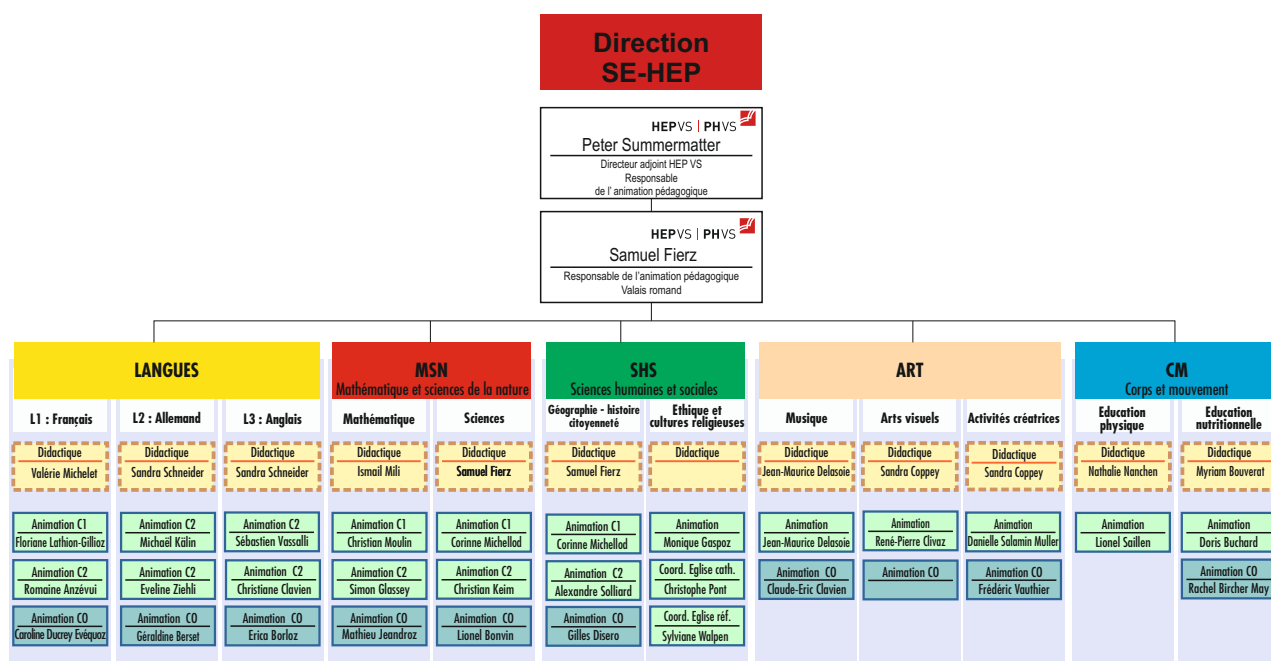 Direction
SE-HEP
HEPVS | PHVS
Peter Summermatter
Directeur adjoint HEP VS
Responsable
de l' animation pédagogique
HEPVS | PHVS
Samuel Fierz
Responsable de l'animation pédagogique
Valais romand
LANGUES
L1 : Français
Didactique
Valérie Michelet
Animation C1
Floriane Lathion-Gillioz
Animation C2
Romaine Anzévui
Animation CO
Caroline Ducrey Evéquoz
L2 : Allemand
Didactique
Sandra Schneider
Animation C2
Michaël Kälin
Animation C2
Eveline Ziehli
Animation CO
Géraldine Berset
L3 : Anglais
Didactique
Sandra Schneider
Animation C2
Sébastien Vassalli
Animation C2
Christiane Clavien
Animation CO
Erica Borloz
MSN
Mathématique et sciences de la nature
Mathématique
Didactique
Ismail Mili
Animation C1
Christian Moulin
Animation C2
Simon Glassey
Animation CO
Mathieu Jeandroz
Sciences
Didactique
Samuel Fierz
Animation C1
Corinne Michellod
Animation C2
Christian Keim
Animation CO
Lionel Bonvin
SHS
Sciences humaines et sociales
Géographie - histoire
citoyenneté
Didactique
Samuel Fierz
Animation C1
Corinne Michellod
Animation C2
Alexandre Solliard
Animation CO
Gilles Disero
Ethique et
cultures religieuses
Didactique
Animation
Monique Gaspoz
Coord. Eglise cath.
Christophe Pont
Coord. Eglise réf.
Sylviane Walpen
ART
Musique
Didactique
Jean-Maurice Delasoie
Animation
Jean-Maurice Delasoie
Animation CO
Claude-Eric Clavien
Arts visuels
Didactique
Sandra Coppey
Animation
René-Pierre Clivaz
Animation CO
Activités créatrices
Didactique
Sandra Coppey
Animation
Danielle Salamin Muller
Animation CO
Frédéric Vauthier
CM
Corps et mouvement
Education
physique
Didactique
Nathalie Nanchen
Animation
Lionel Saillen
Education
nutritionnelle
Didactique
Myriam Bouverat
Animation
Doris Buchard
Animation CO
Rachel Bircher May